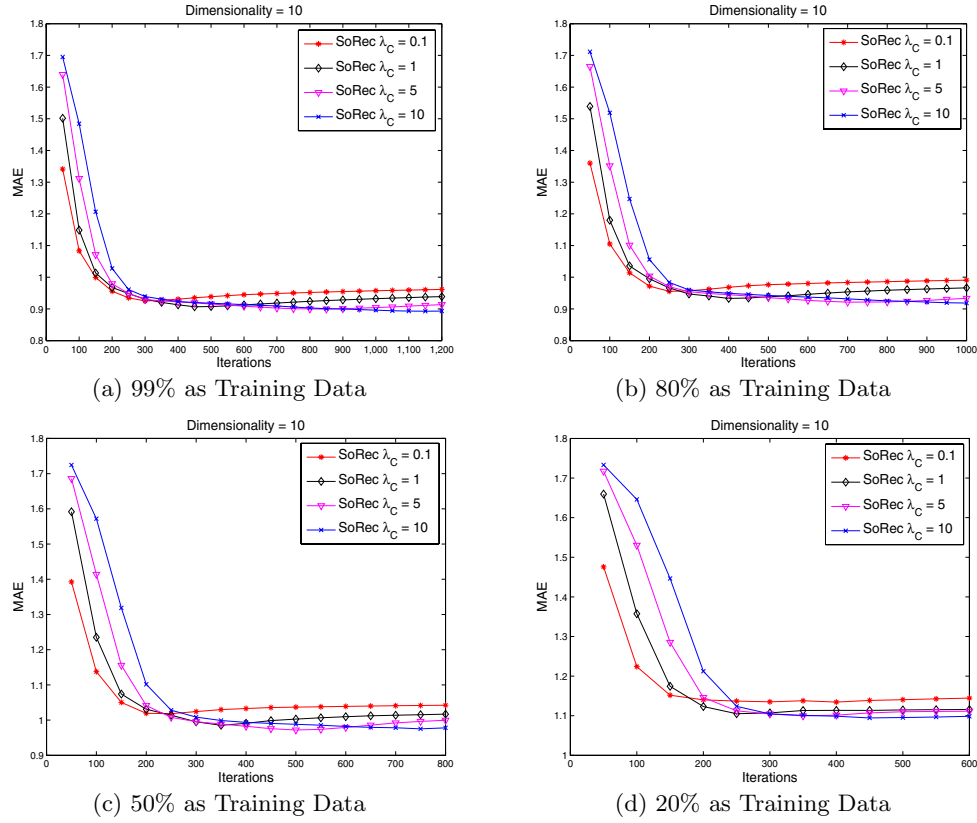 Dimensionality = 10
MAE
1.8
1.7
1.6
1.5
1.4
1.3
1.2
1.1
1
0.9
0.8
SoRec λC = 0.1
SoRec λC = 1
SoRec λC = 5
SoRec λC = 10
0 100 200 300 400 500 600 700 800 900 1,000 1,100 1,200
Iterations
(a) 99% as Training Data
Dimensionality = 10
MAE
1.8
1.7
1.6
1.5
1.4
1.3
1.2
1.1
1
0.9
0.8
SoRec λC = 0.1
SoRec λC = 1
SoRec λC = 5
SoRec λC = 10
0 100 200 300 400 500 600 700 800 900 1000
Iterations
(b) 80% as Training Data
Dimensionality = 10
MAE
1.8
1.7
1.6
1.5
1.4
1.3
1.2
1.1
1
0.9
SoRec λC = 0.1
SoRec λC = 1
SoRec λC = 5
SoRec λC = 10
0 100 200 300 400 500 600 700 800
Iterations
(c) 50% as Training Data
Dimensionality = 10
MAE
1.8
1.7
1.6
1.5
1.4
1.3
1.2
1.1
1
SoRec λC = 0.1
SoRec λC = 1
SoRec λC = 5
SoRec λC = 10
0 100 200 300 400 500 600
Iterations
(d) 20% as Training Data